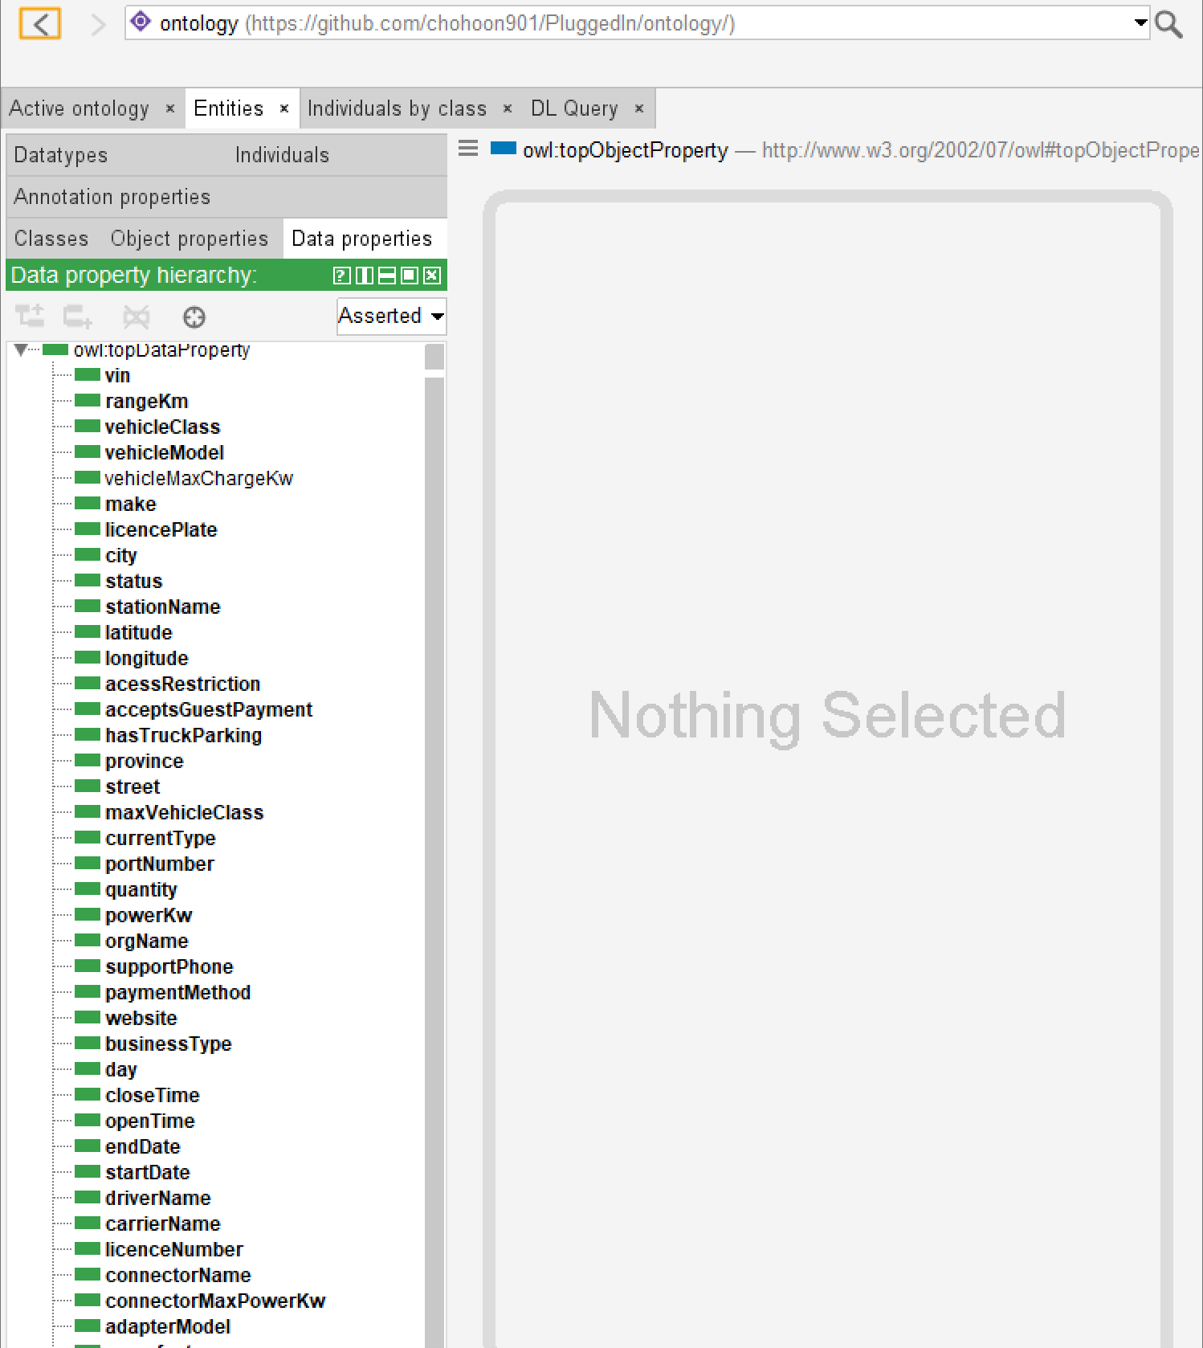 ontology (https://github.com/chohoon901/PluggedIn/ontology/)
Active ontology × Entities × Individuals by class × DL Query ×
Datatypes Individuals
Annotation properties
Classes Object properties Data properties
owl:topObjectProperty — http://www.w3.org/2002/07/owl#topObjectPrope
Data property hierarchy:
Asserted
owl:topDataProperty
vin
rangeKm
vehicleClass
vehicleModel
vehicleMaxChargeKw
make
licencePlate
city
status
stationName
latitude
longitude
acessRestriction
acceptsGuestPayment
hasTruckParking
province
street
maxVehicleClass
currentType
portNumber
quantity
powerKw
orgName
supportPhone
paymentMethod
website
businessType
day
closeTime
openTime
endDate
startDate
driverName
carrierName
licenceNumber
connectorName
connectorMaxPowerKw
adapterModel
Nothing Selected